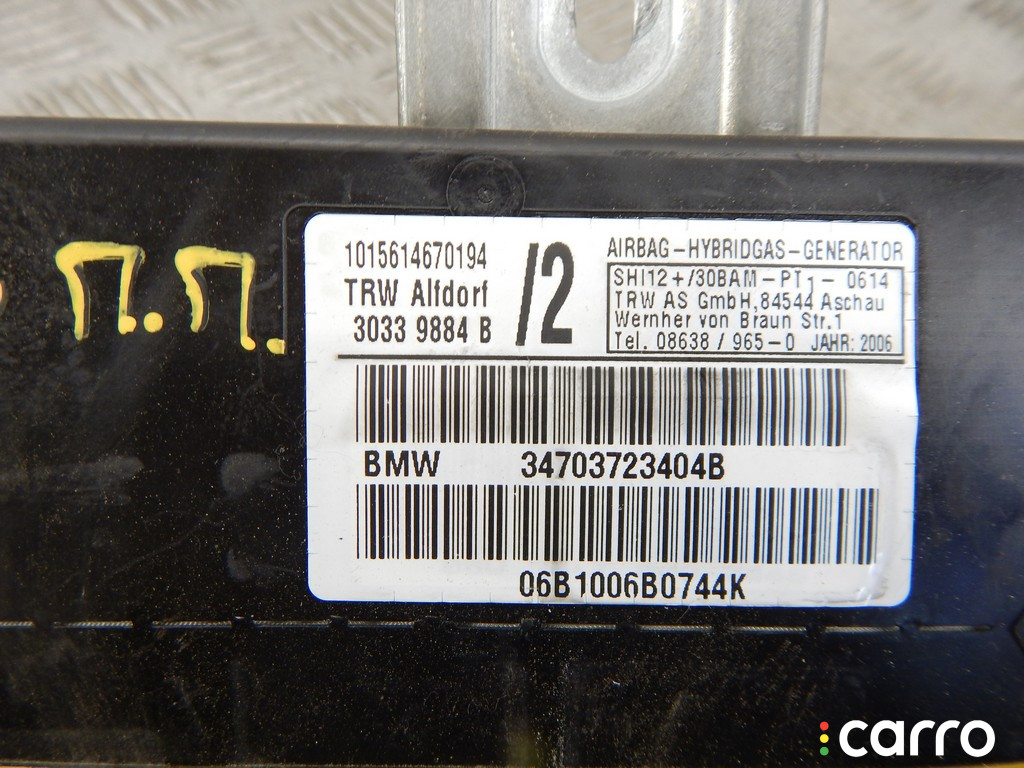 П.П.
1015614670194
TRW Alfdorf
3033 9884 B
/2
AIRBAG-HYBRIDGAS-GENERATOR
SHI12+/30BAM-PT1- 0614
TRW AS GmbH,84544 Aschau
Wernher von Braun Str.1
Tel. 08638 / 965-0 JAHR: 2006
BMW 34703723404B
06B1006B0744K
carro